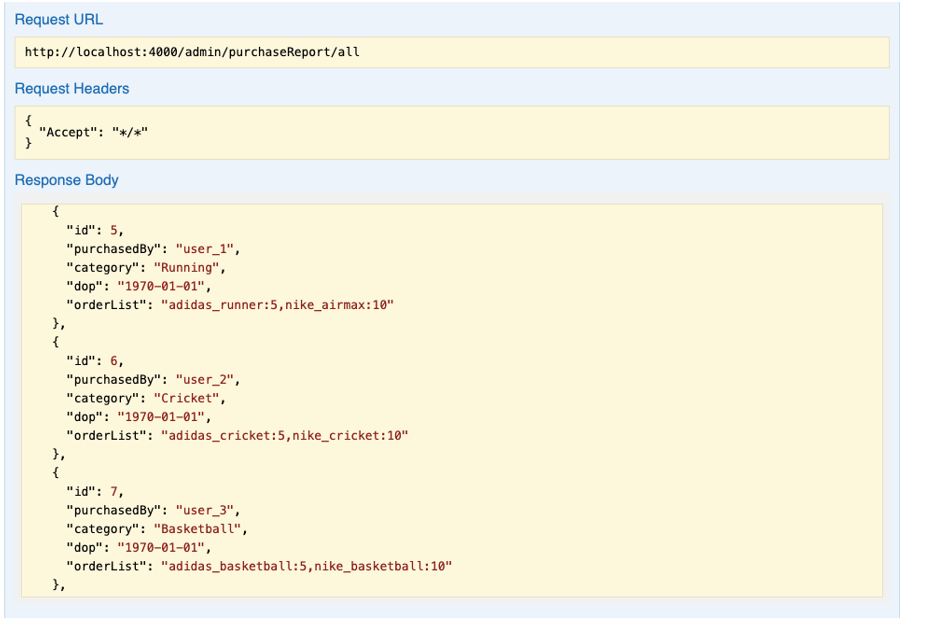 Request URL
http://localhost:4000/admin/purchaseReport/all
Request Headers
{
"Accept": "*/*"
}
Response Body
{
"id": 5,
"purchasedBy": "user_1",
"category": "Running",
"dop": "1970-01-01",
"orderList": "adidas_runner:5,nike_airmax:10"
},
{
"id": 6,
"purchasedBy": "user_2",
"category": "Cricket",
"dop": "1970-01-01",
"orderList": "adidas_cricket:5,nike_cricket:10"
},
{
"id": 7,
"purchasedBy": "user_3",
"category": "Basketball",
"dop": "1970-01-01",
"orderList": "adidas_basketball:5,nike_basketball:10"
},